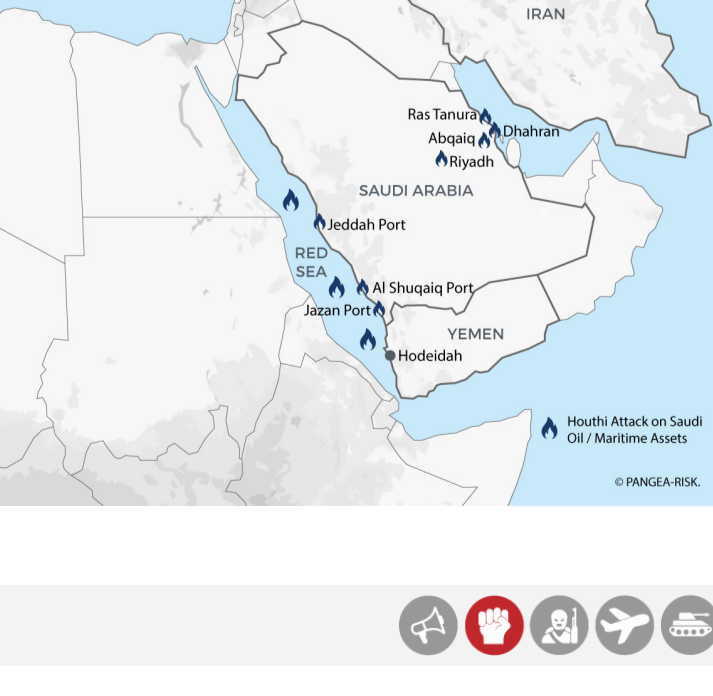 IRAN
Ras Tanura
Dhahran
Abqaiq
Riyadh
SAUDI ARABIA
Jeddah Port
RED
SEA
Al Shuqaiq Port
Jazan Port
YEMEN
Hodeidah
Houthi Attack on Saudi
Oil / Maritime Assets
© PANGEA-RISK.